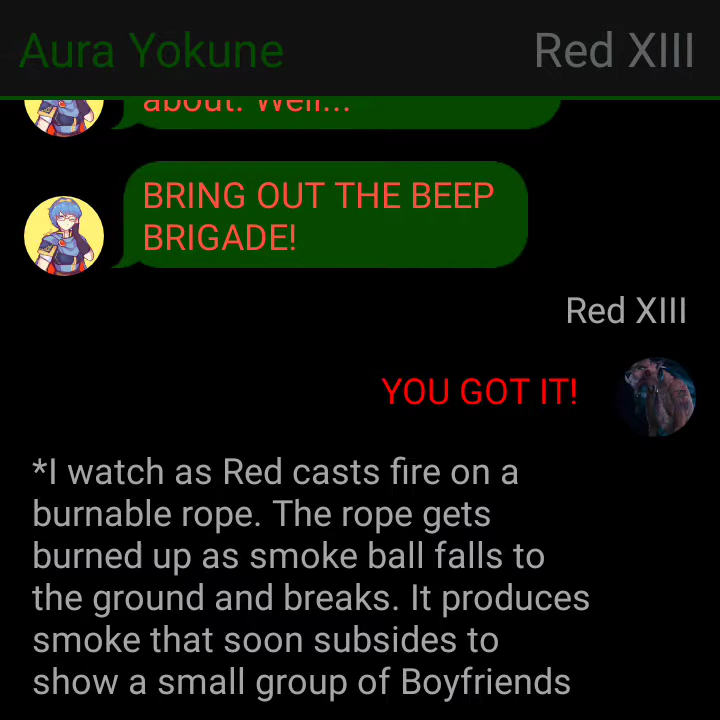 Aura Yokune
Red XIII
about. Well...
BRING OUT THE BEEP
BRIGADE!
Red XIII
YOU GOT IT!
*I watch as Red casts fire on a
burnable rope. The rope gets
burned up as smoke ball falls to
the ground and breaks. It produces
smoke that soon subsides to
show a small group of Boyfriends